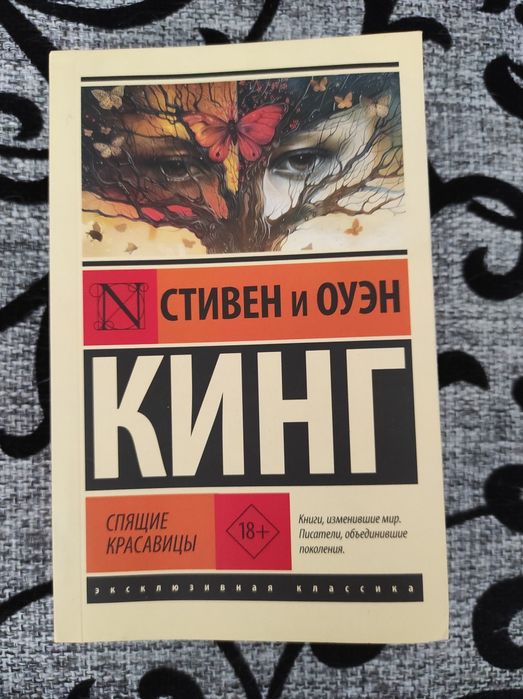 N
СТИВЕН И ОУЭН
КИНГ
СПЯЩИЕ
КРАСАВИЦЫ
18+
Книги, изменившие мир.
Писатели, объединившие
поколения.
эксклюзивная классика